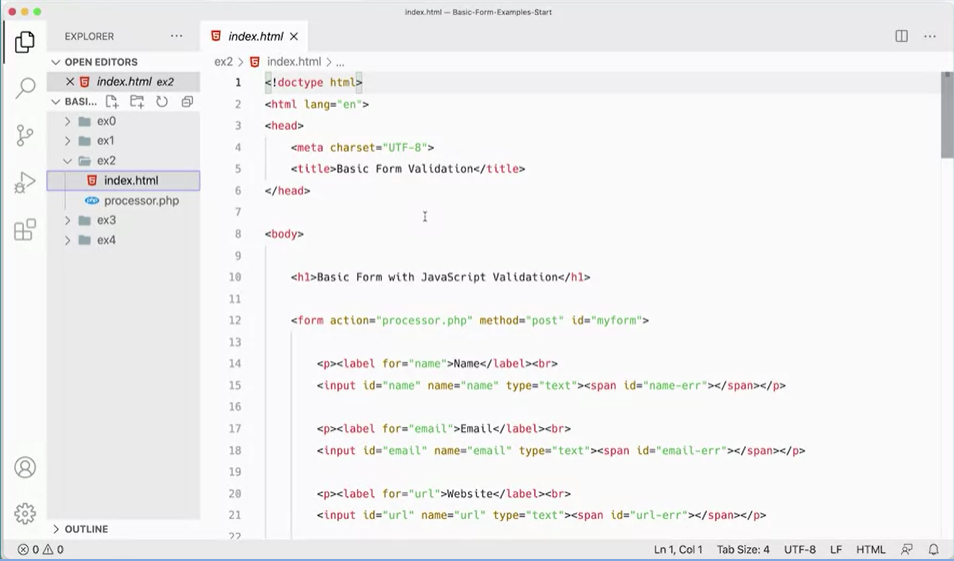 index.html — Basic-Form-Examples-Start
EXPLORER
OPEN EDITORS
index.html ex2
BASI...
ex0
ex1
ex2
index.html
php processor.php
ex3
ex4
OUTLINE
index.html
ex2 > index.html > ...
1 <!doctype html>
2 <html lang="en">
3 <head>
4 <meta charset="UTF-8">
5 <title>Basic Form Validation</title>
6 </head>
7
8 <body>
9
10 <h1>Basic Form with JavaScript Validation</h1>
11
12 <form action="processor.php" method="post" id="myform">
13
14 <p><label for="name">Name</label><br>
15 <input id="name" name="name" type="text"><span id="name-err"></span></p>
16
17 <p><label for="email">Email</label><br>
18 <input id="email" name="email" type="text"><span id="email-err"></span></p>
19
20 <p><label for="url">Website</label><br>
21 <input id="url" name="url" type="text"><span id="url-err"></span></p>
22
0 0
Ln 1, Col 1 Tab Size: 4 UTF-8 LF HTML